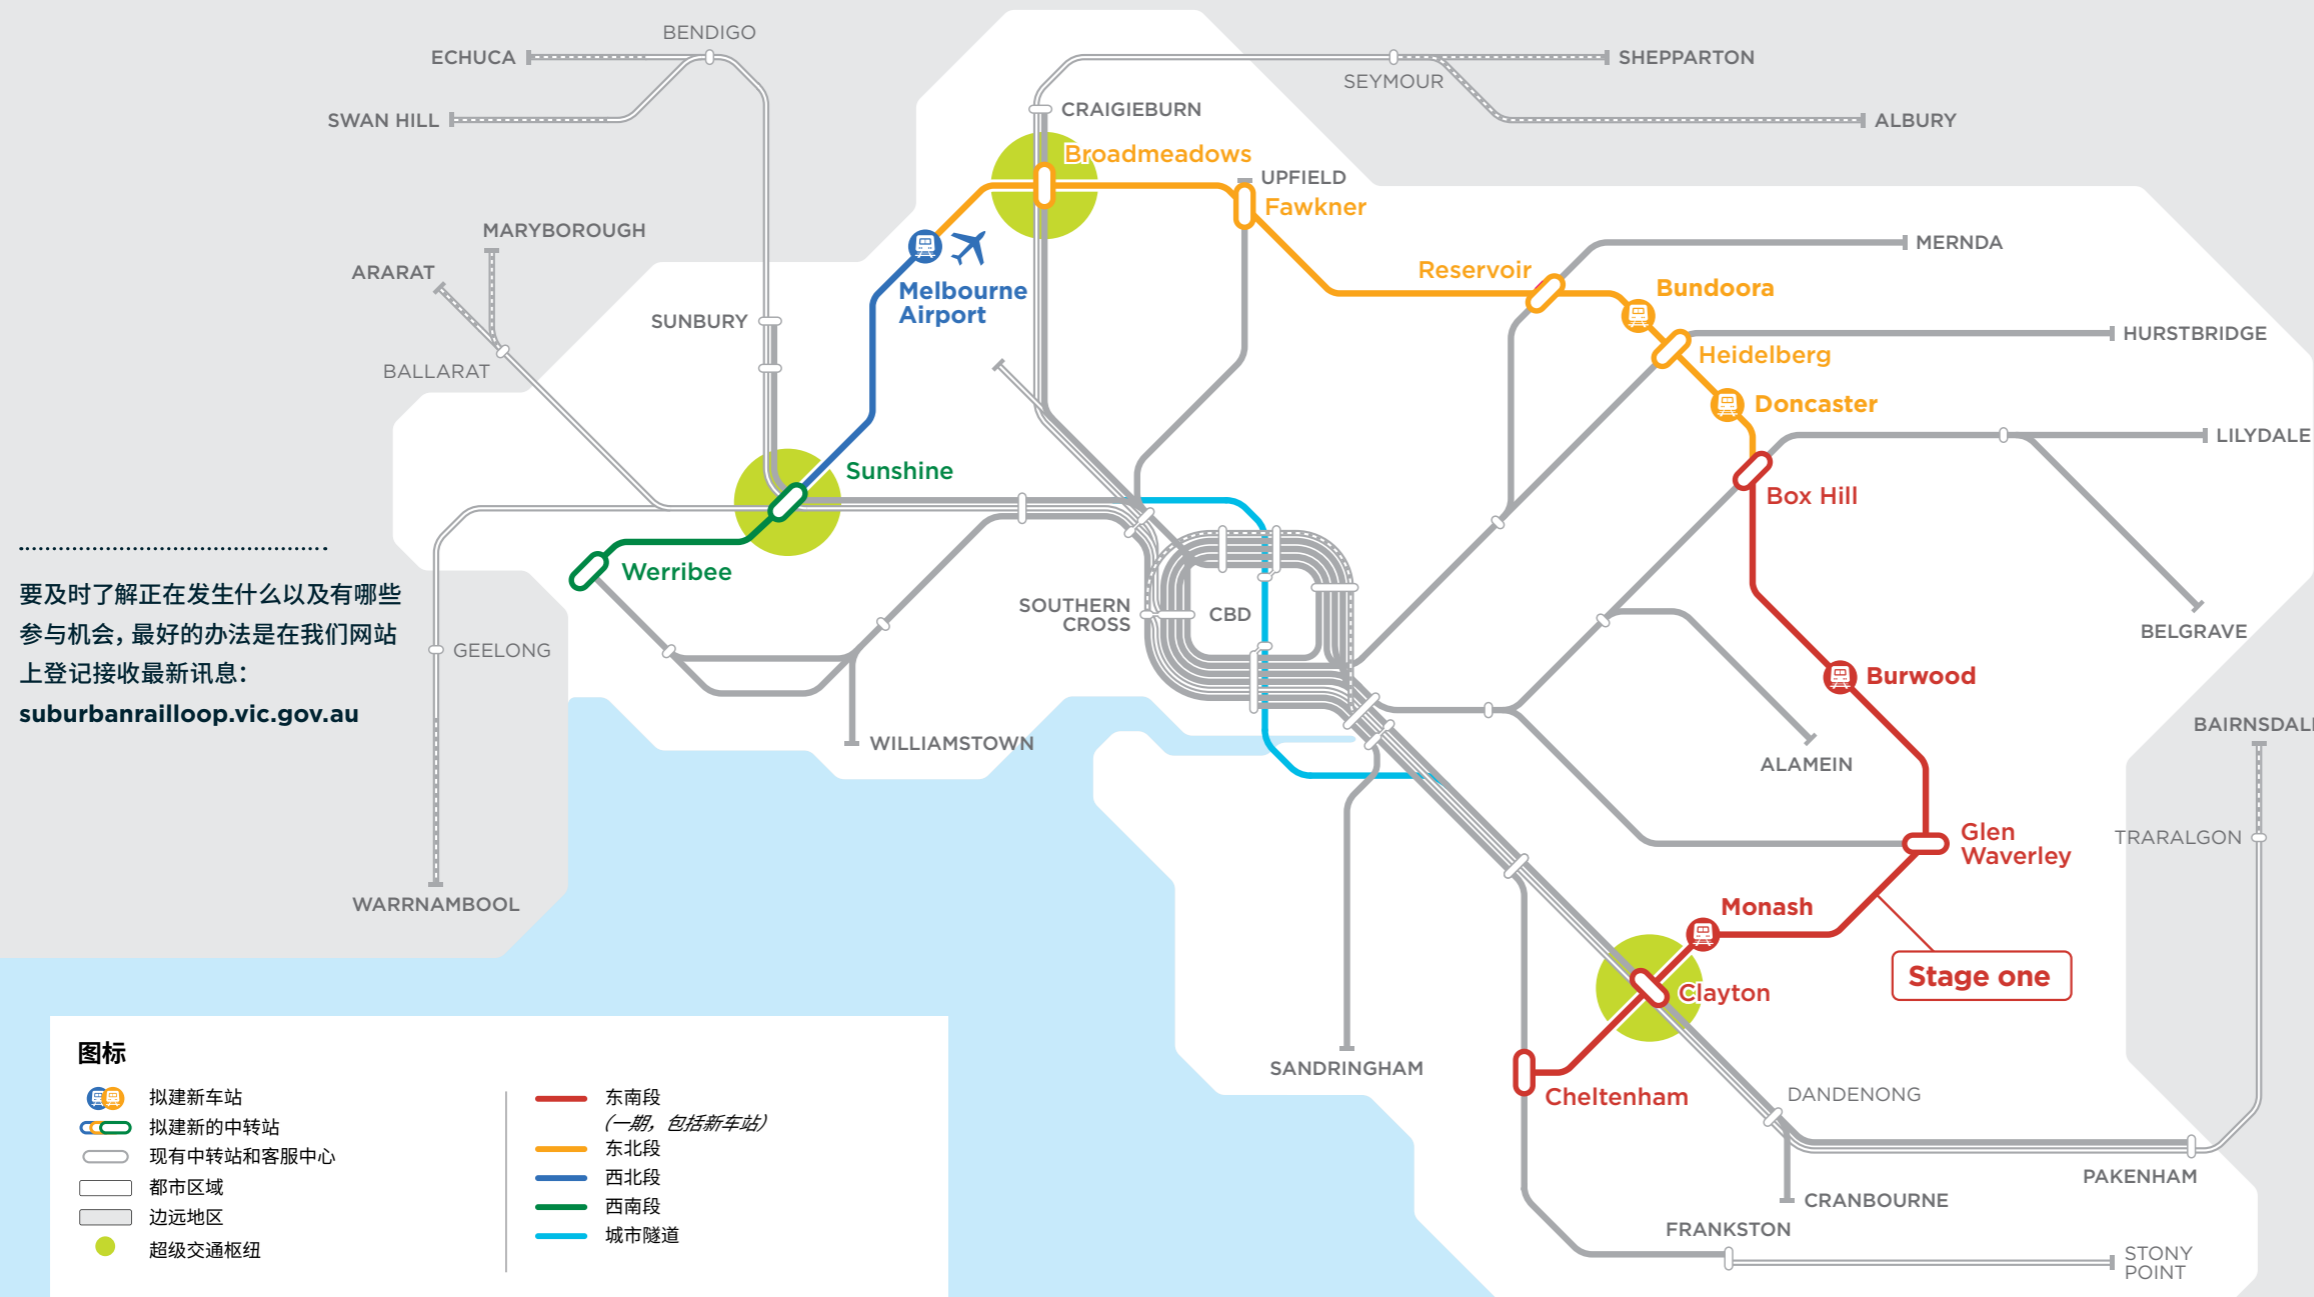 BENDIGO
ECHUCA
SHEPPARTON
SEYMOUR
SWAN HILL
CRAIGIEBURN
ALBURY
Broadmeadows
UPFIELD
Fawkner
MARYBOROUGH
MERNDA
ARARAT
Reservoir
Melbourne
Airport
Bundoora
SUNBURY
HURSTBRIDGE
BALLARAT
Heidelberg
Doncaster
LILYDALE
Sunshine
Box Hill
Werribee
要及时了解正在发生什么以及有哪些
参与机会，最好的办法是在我们网站
上登记接收最新讯息：
suburbanrailloop.vic.gov.au
SOUTHERN
CROSS
CBD
BELGRAVE
GEELONG
Burwood
BAIRNSDAL
WILLIAMSTOWN
ALAMEIN
Glen
Waverley
TRARALGON
WARRNAMBOOL
Monash
Stage one
Clayton
SANDRINGHAM
Cheltenham
DANDENONG
PAKENHAM
CRANBOURNE
FRANKSTON
STONY
POINT
图标
拟建新车站
拟建新的中转站
现有中转站和客服中心
都市区域
边远地区
超级交通枢纽
东南段
（一期，包括新车站）
东北段
西北段
西南段
城市隧道